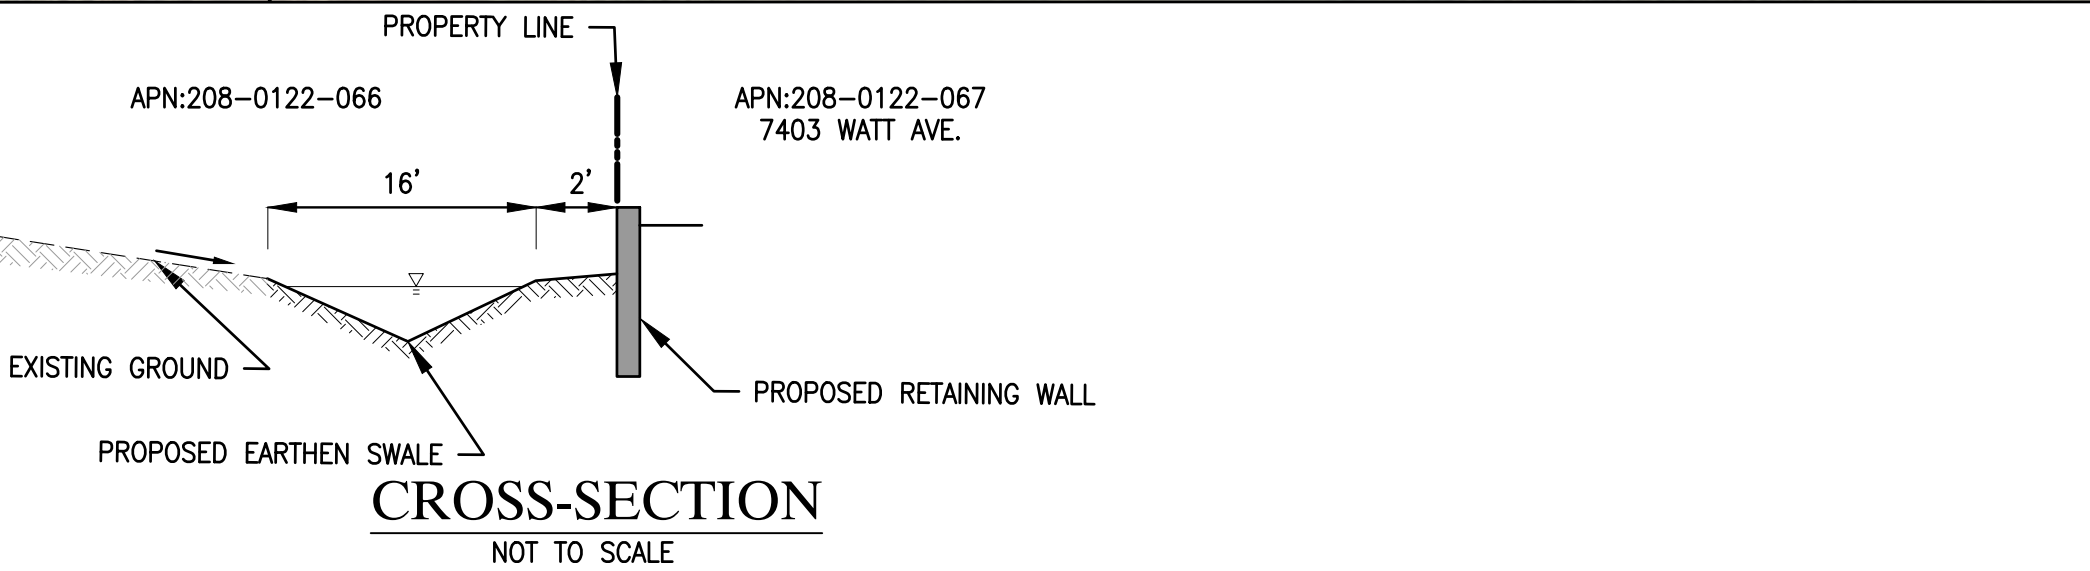 PROPERTY LINE
APN:208-0122-066
APN:208-0122-067
7403 WATT AVE.
16'
2'
EXISTING GROUND
PROPOSED RETAINING WALL
PROPOSED EARTHEN SWALE
CROSS-SECTION
NOT TO SCALE